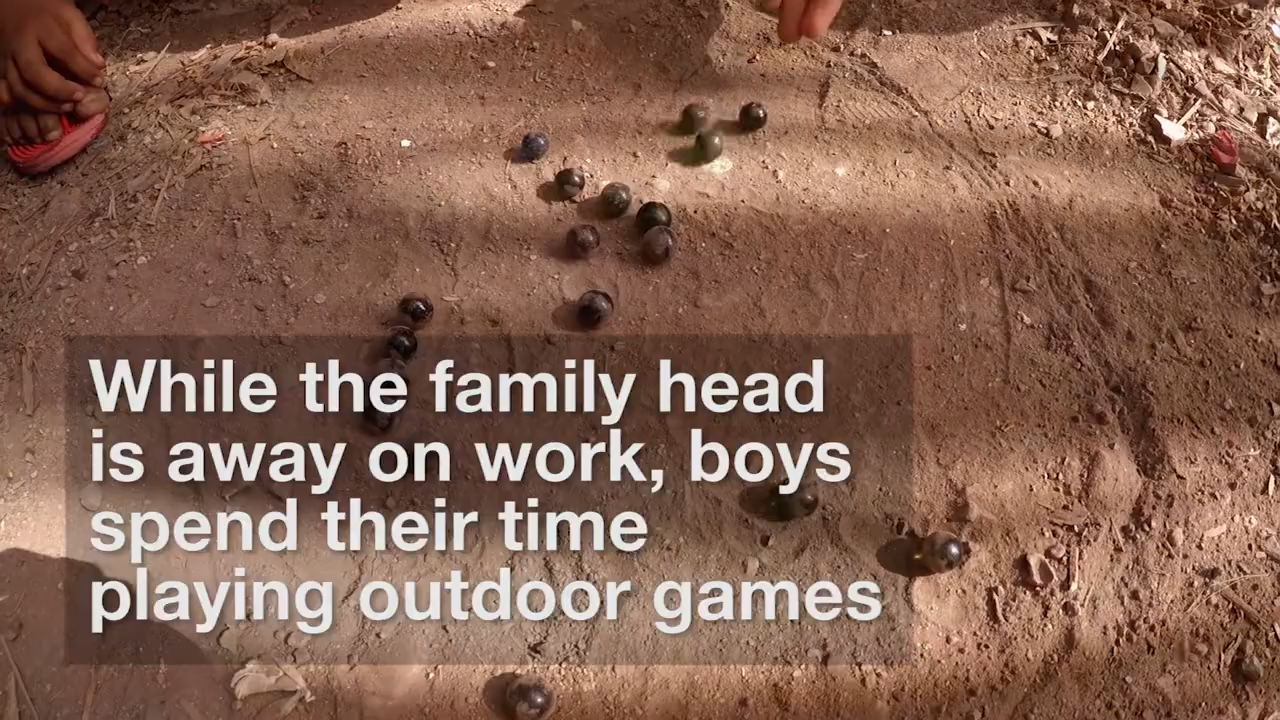 While the family head
is away on work, boys
spend their time
playing outdoor games